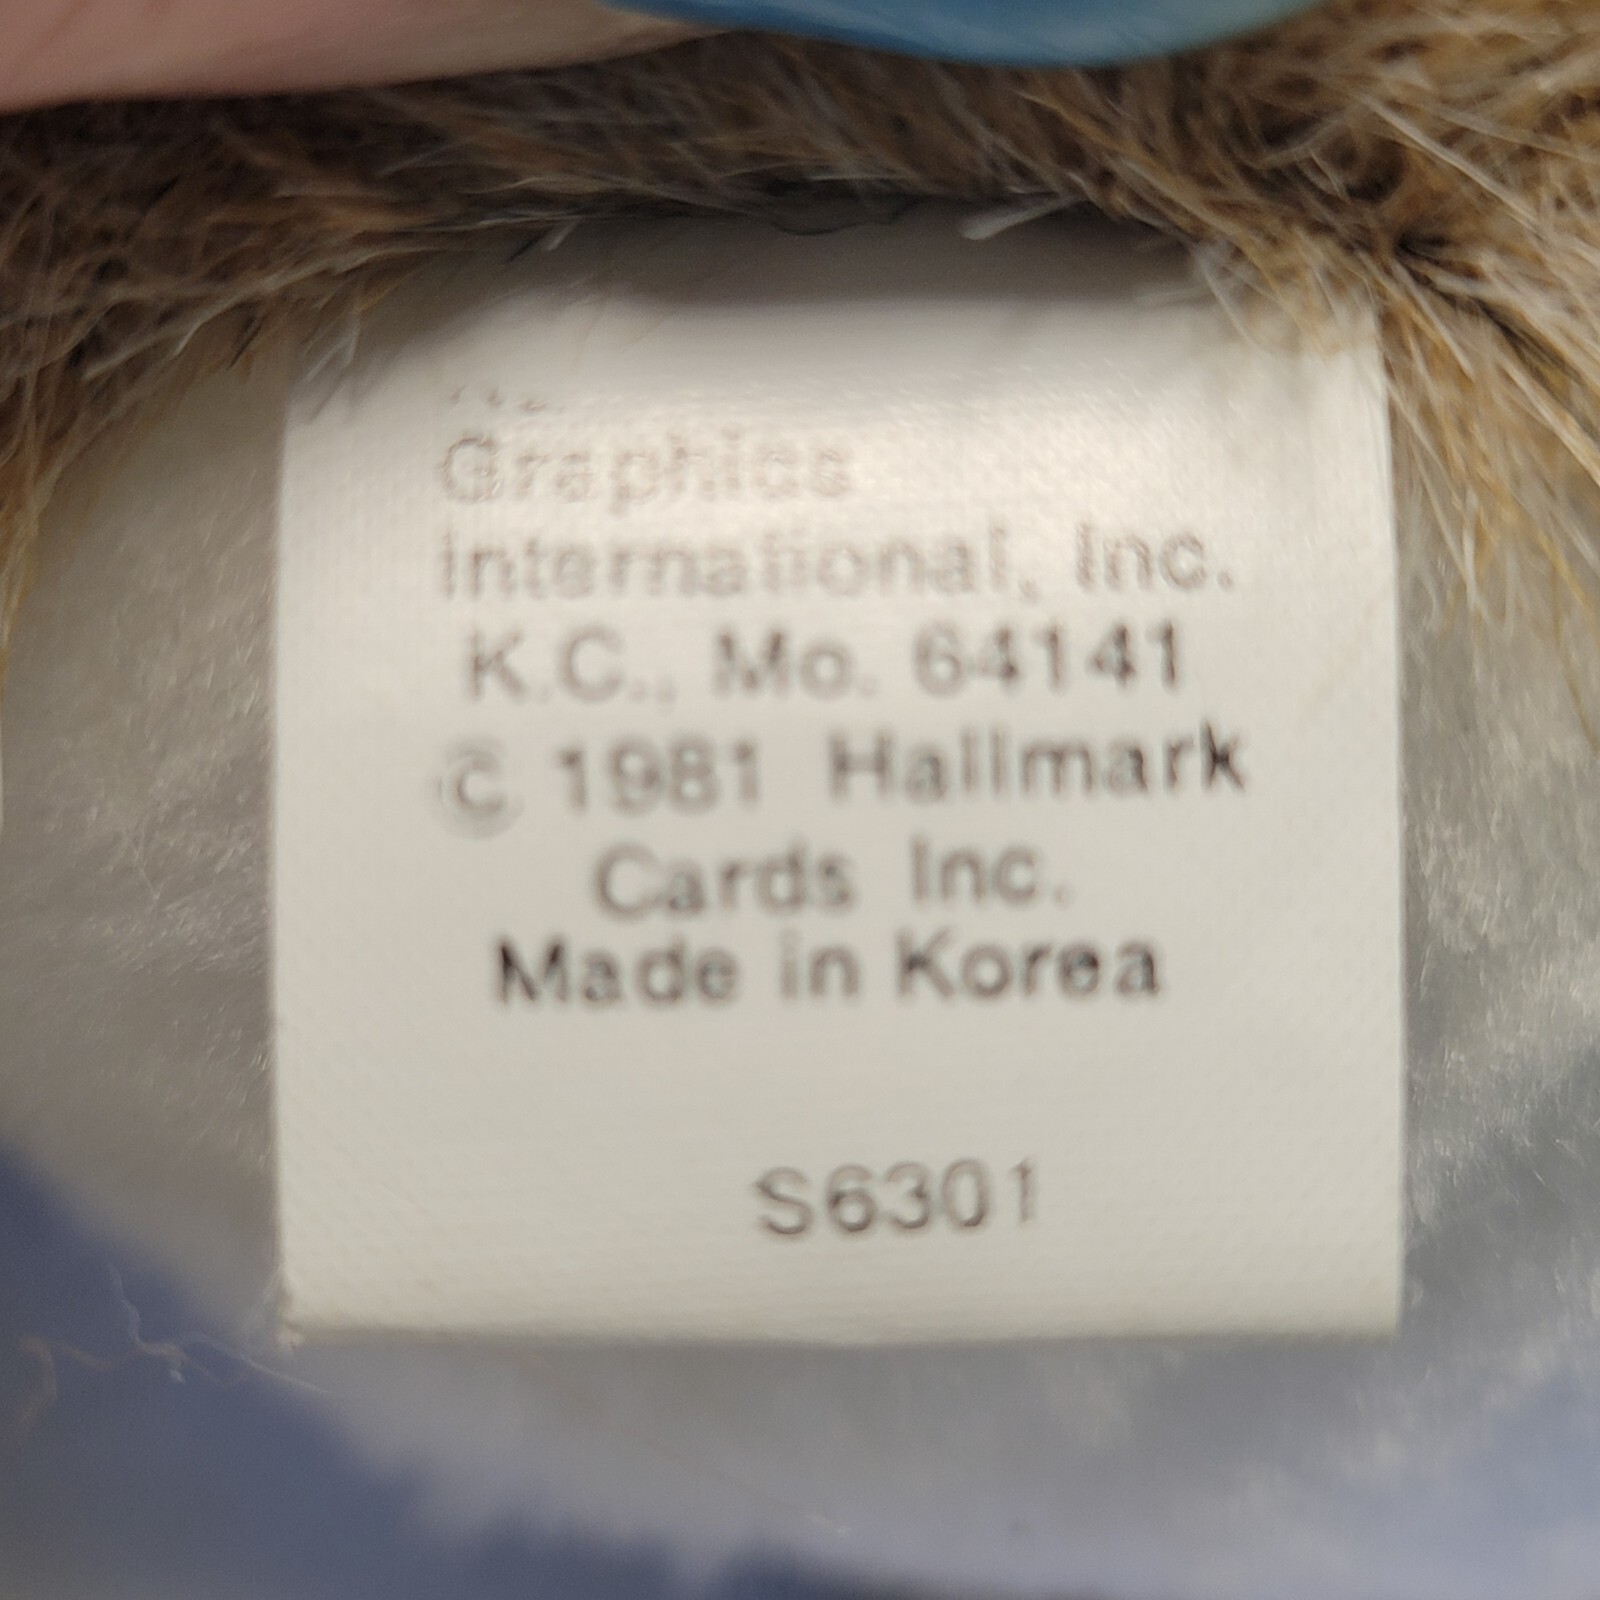 Graphics
International, Inc.
K.C., Mo. 64141
© 1981 Hallmark
Cards Inc.
Made in Korea
S6301